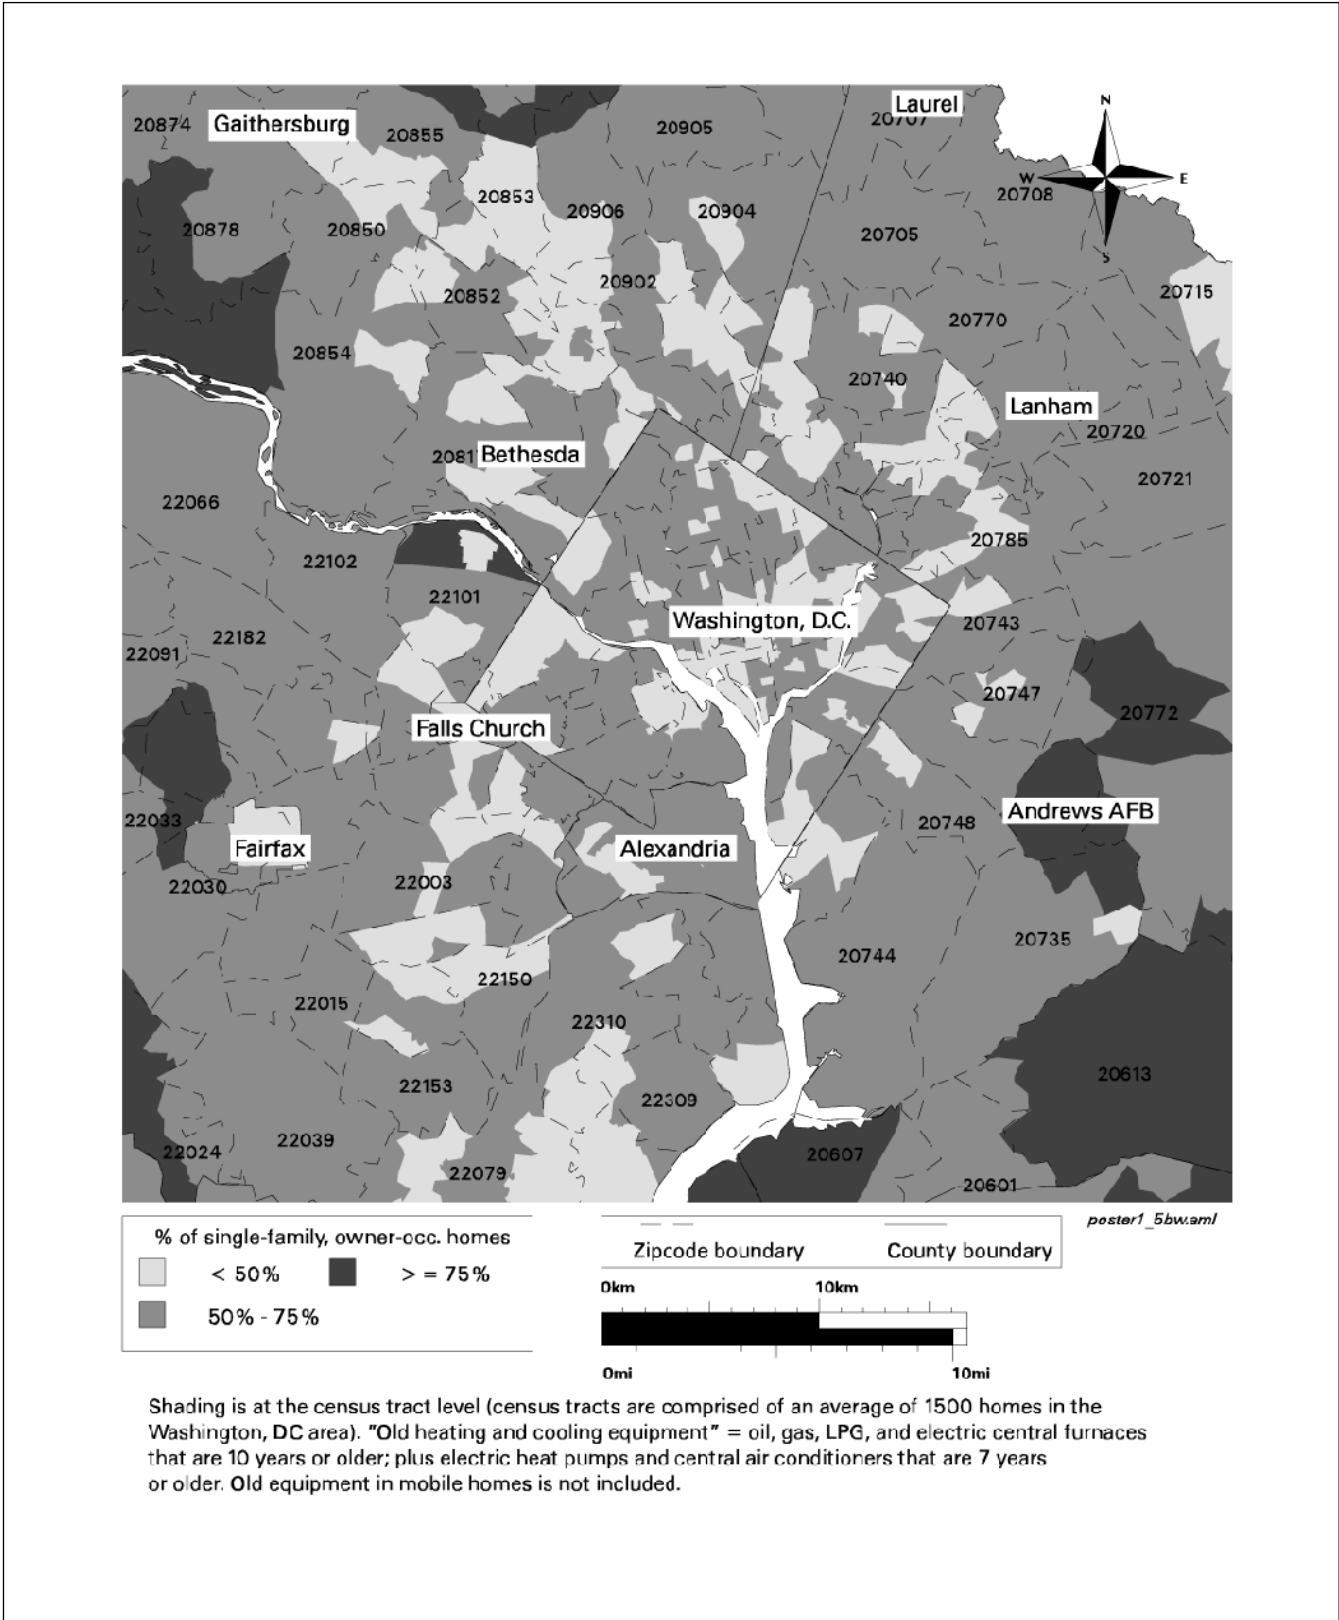 Laurel
N
20874
Gaithersburg
20855
20905
20707
W
E
20853
20906
20904
20708
20878
20850
20705
S
20852
20902
20715
20770
20854
20740
Lanham
20720
2081
Bethesda
20721
22066
20785
22102
22101
Washington, D.C.
20743
22182
22091
20747
20772
Falls Church
Andrews AFB
22033
20748
Fairfax
Alexandria
22030
22003
20735
20744
22150
22015
22310
20613
22153
22309
22039
22024
20607
22079
20601
poster1_5bw.aml
% of single-family, owner-occ. homes
< 50%
> = 75%
50% - 75%
Zipcode boundary
County boundary
0km
10km
0mi
10mi
Shading is at the census tract level (census tracts are comprised of an average of 1500 homes in the
Washington, DC area). "Old heating and cooling equipment" = oil, gas, LPG, and electric central furnaces
that are 10 years or older; plus electric heat pumps and central air conditioners that are 7 years
or older. Old equipment in mobile homes is not included.